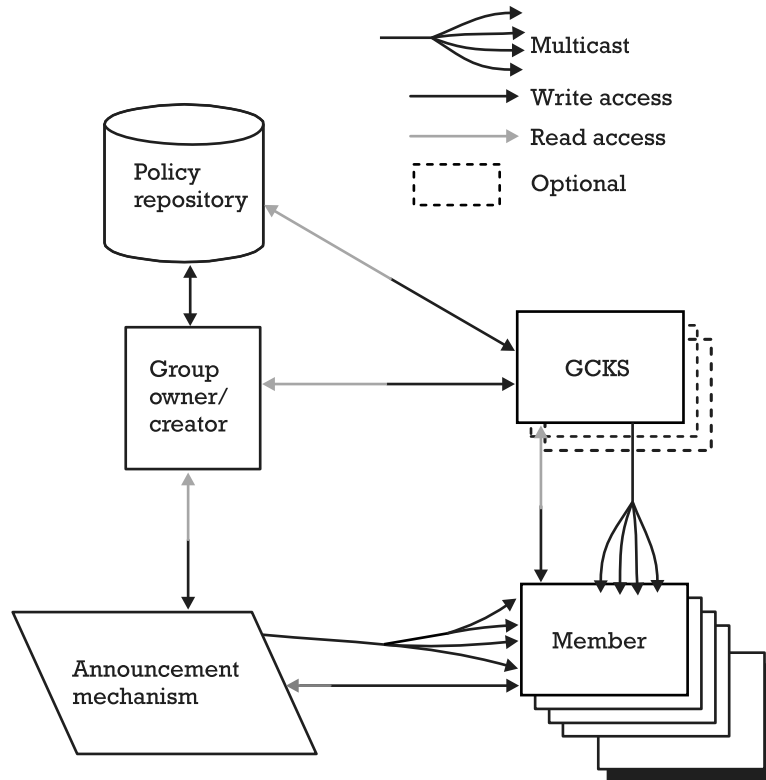 Multicast
Write access
Read access
Optional
Policy
repository
Group
owner/
creator
GCKS
Announcement
mechanism
Member